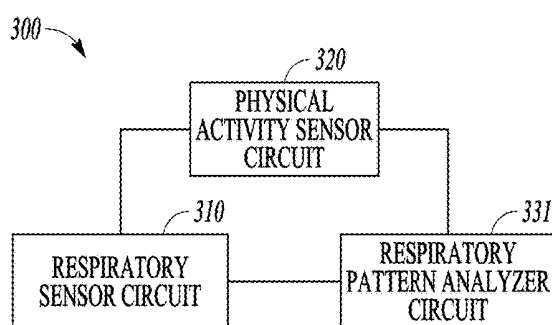 300
320
PHYSICAL
ACTIVITY SENSOR
CIRCUIT
310
RESPIRATORY
SENSOR CIRCUIT
331
RESPIRATORY
PATTERN ANALYZER
CIRCUIT